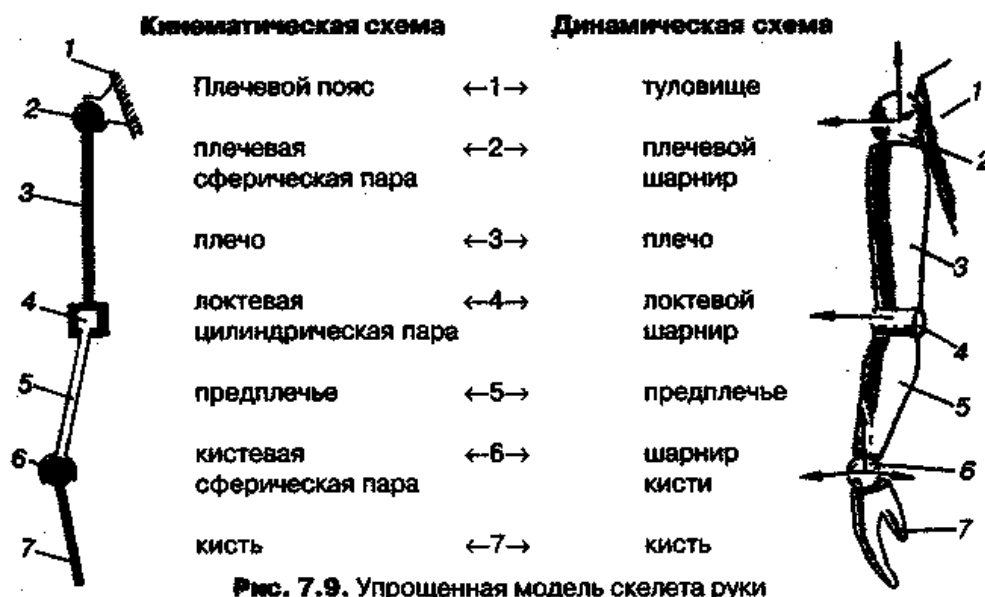 Кинематическая схема Динамическая схема
1 Плечевой пояс ←1→ туловище 1
2 плечевая ←2→ плечевой 2
сферическая пара шарнир
3 плечо ←3→ плечо 3
4 локтевая ←4→ локтевой 4
цилиндрическая пара шарнир
5 предплечье ←5→ предплечье 5
6 кистевая ←6→ шарнир 6
сферическая пара кисти
7 кисть ←7→ кисть 7
Рис. 7.9. Упрощенная модель скелета руки